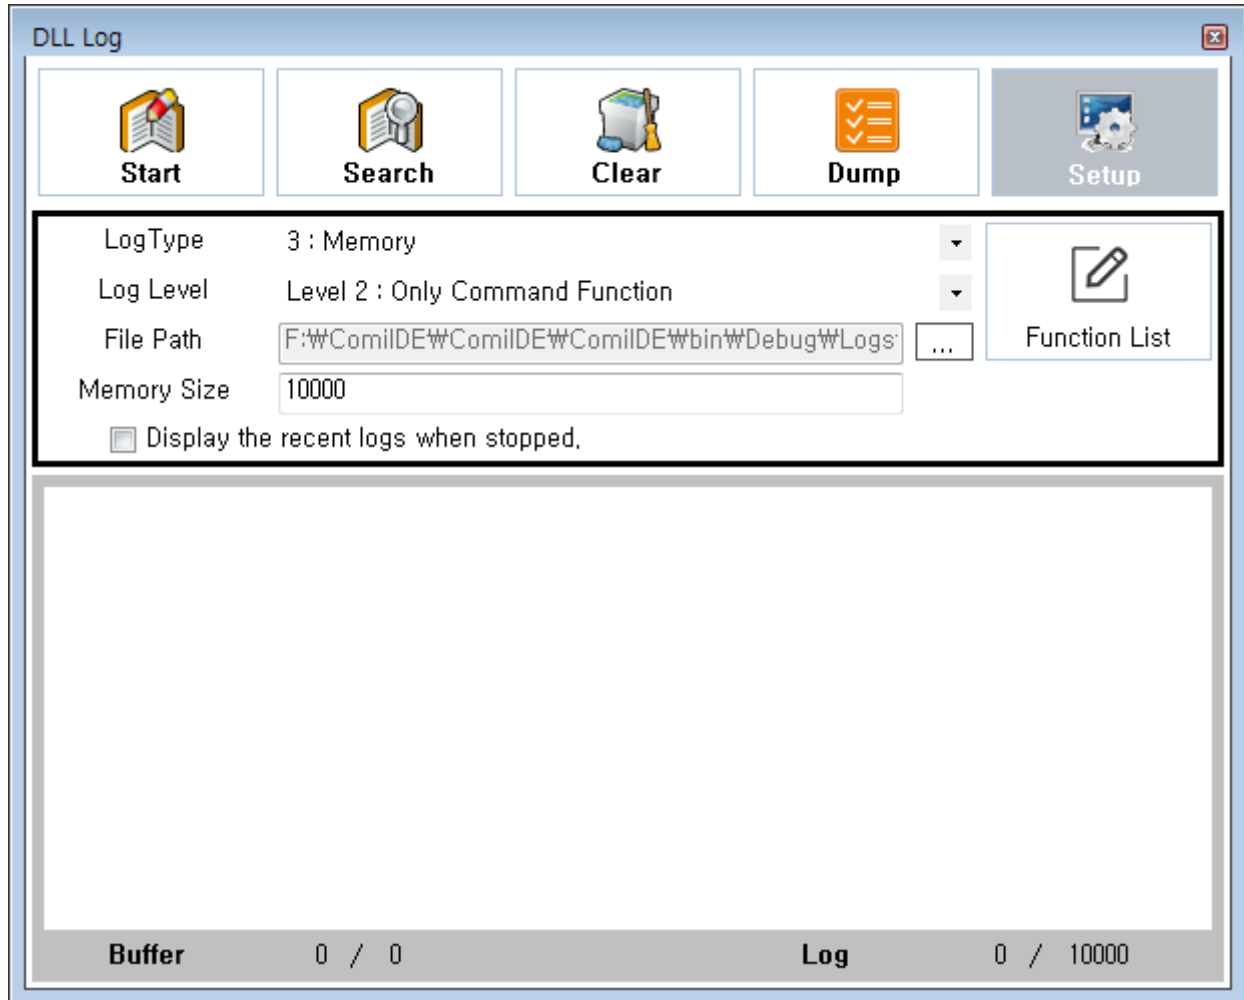 DLL Log
Start Search Clear Dump Setup
LogType 3 : Memory
Log Level Level 2 : Only Command Function
File Path F:₩ComiIDE₩ComiIDE₩ComiIDE₩bin₩Debug₩Logs ...
Function List
Memory Size 10000
Display the recent logs when stopped.
Buffer 0 / 0 Log 0 / 10000